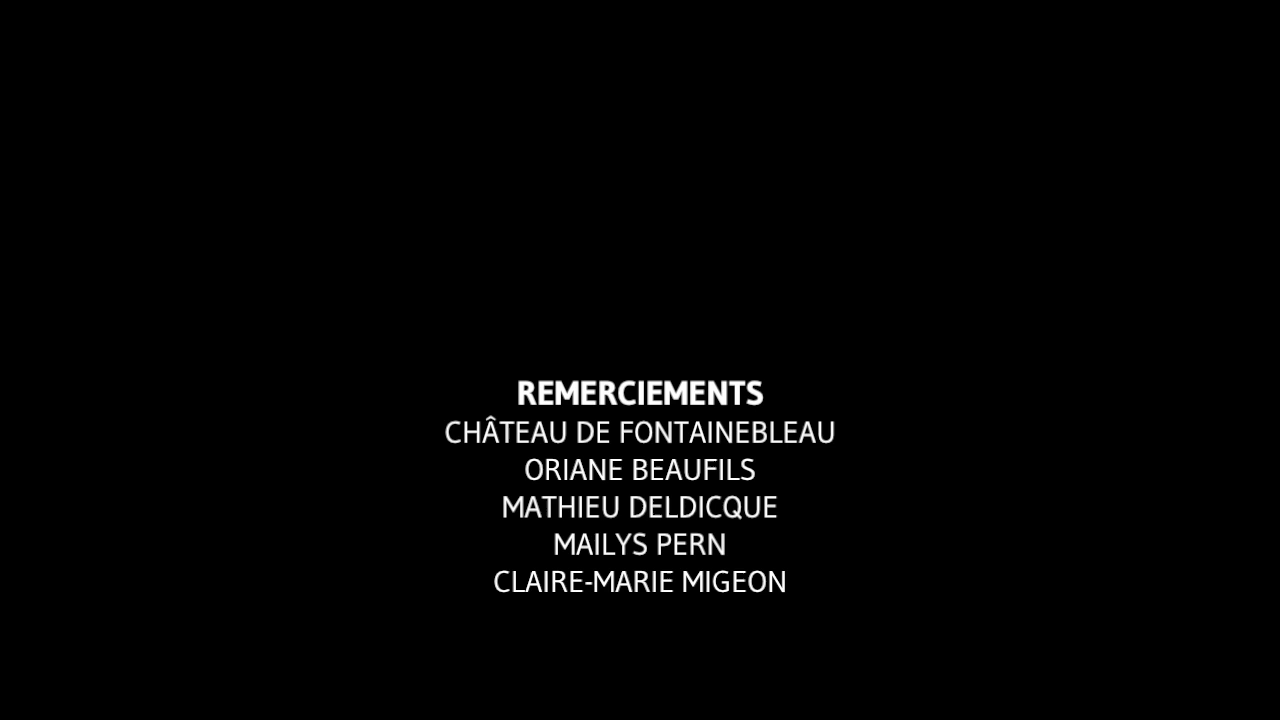 REMERCIEMENTS
CHÂTEAU DE FONTAINEBLEAU
ORIANE BEAUFILS
MATHIEU DELDICQUE
MAILYS PERN
CLAIRE-MARIE MIGEON